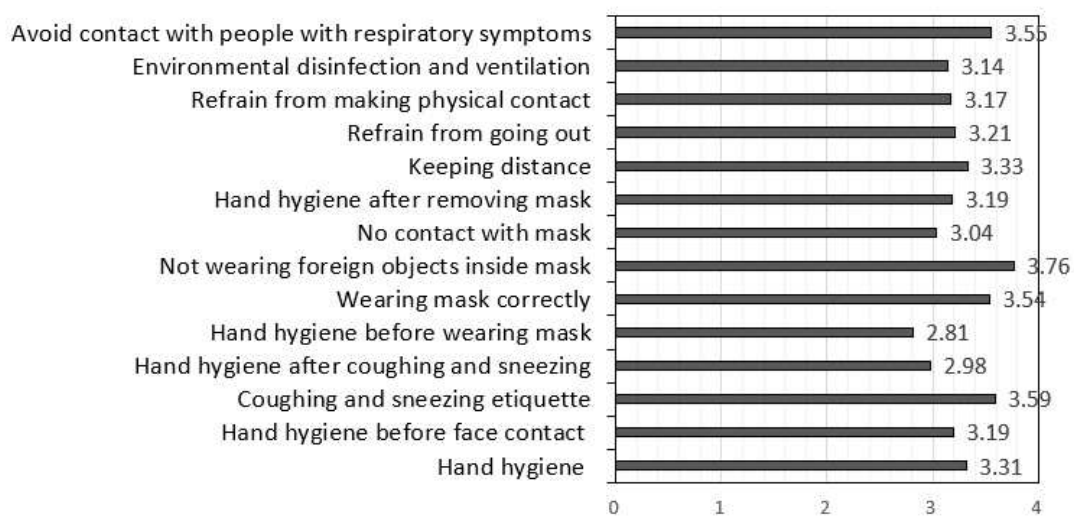 Avoid contact with people with respiratory symptoms 3.55
Environmental disinfection and ventilation 3.14
Refrain from making physical contact 3.17
Refrain from going out 3.21
Keeping distance 3.33
Hand hygiene after removing mask 3.19
No contact with mask 3.04
Not wearing foreign objects inside mask 3.76
Wearing mask correctly 3.54
Hand hygiene before wearing mask 2.81
Hand hygiene after coughing and sneezing 2.98
Coughing and sneezing etiquette 3.59
Hand hygiene before face contact 3.19
Hand hygiene 3.31
0 1 2 3 4